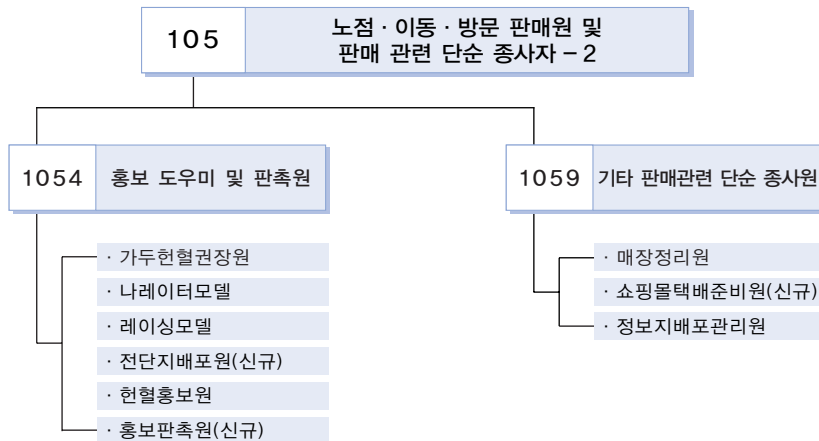 105
노점 · 이동 · 방문 판매원 및
판매 관련 단순 종사자 – 2
1054
홍보 도우미 및 판촉원
· 가두헌혈권장원
· 나레이터모델
· 레이싱모델
· 전단지배포원(신규)
· 헌혈홍보원
· 홍보판촉원(신규)
1059
기타 판매관련 단순 종사원
· 매장정리원
· 쇼핑몰택배준비원(신규)
· 정보지배포관리원